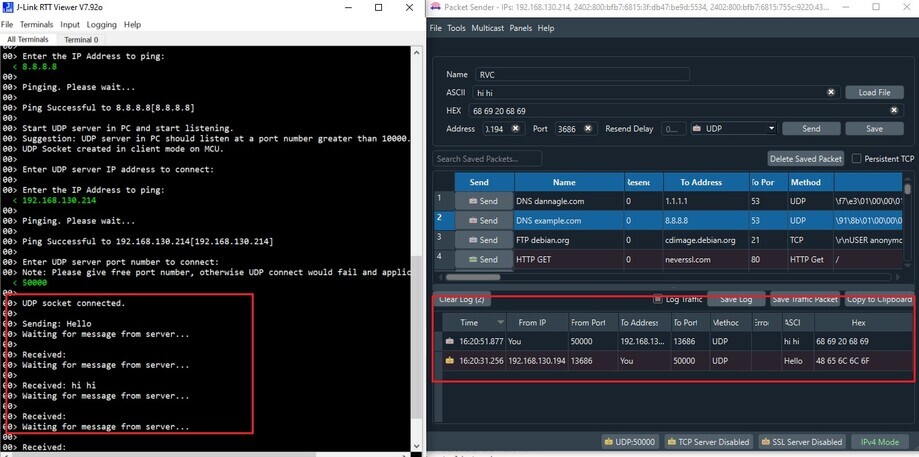 J-Link RTT Viewer V7.92o
File Terminals Input Logging Help
All Terminals Terminal 0
00> Enter the IP Address to ping:
< 8.8.8.8
00>
00> Pinging. Please wait...
00>
00> Ping Successful to 8.8.8.8[8.8.8.8]
00>
00> Start UDP server in PC and start listening.
00> Suggestion: UDP server in PC should listen at a port number greater than 10000.
00> UDP Socket created in client mode on MCU.
00>
00> Enter UDP server IP address to connect:
00>
00> Enter the IP Address to ping:
< 192.168.130.214
00>
00> Pinging. Please wait...
00>
00> Ping Successful to 192.168.130.214[192.168.130.214]
00>
00> Enter UDP server port number to connect:
00> Note: Please give free port number, otherwise UDP connect would fail and applic
< 50000
00>
00> UDP socket connected.
00>
00> Sending: Hello
00> Waiting for message from server...
00>
00> Received:
00> Waiting for message from server...
00>
00> Received: hi hi
00> Waiting for message from server...
00>
00> Received:
00> Waiting for message from server...
00>
00> Received:
Packet Sender - IPs: 192.168.130.214, 2402:800:bfb7:6815:3f:db47:be9d:5534, 2402:800:bfb7:6815:755c:9220:43...
File Tools Multicast Panels Help
Name RVC
ASCII hi hi Load File
HEX 68 69 20 68 69
Address ).194 Port 3686 Resend Delay 0... UDP Send Save
Search Saved Packets... Delete Saved Packet Persistent TCP
Send Name Resenc To Address To Por Method
1 Send DNS dannagle.com 0 1.1.1.1 53 UDP \f7\e3\01\00\00\01
2 Send DNS example.com 0 8.8.8.8 53 UDP \91\8b\01\00\00\0
3 Send FTP debian.org 0 cdimage.debian.org 21 TCP \r\nUSER anonymo
4 Send HTTP GET 0 neverssl.com 80 HTTP Get /
Clear Log (2) Log Traffic Save Log Save Traffic Packet Copy to Clipboard
Time From IP From Port To Address To Port Method Error ASCI Hex
16:20:51.877 You 50000 192.168.13... 13686 UDP hi hi 68 69 20 68 69
16:20:31.256 192.168.130.194 13686 You 50000 UDP Hello 48 65 6C 6C 6F
UDP:50000 TCP Server Disabled SSL Server Disabled IPv4 Mode